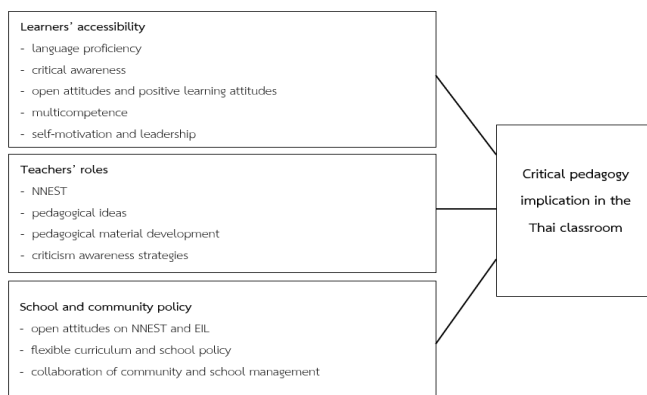 Learners' accessibility
- language proficiency
- critical awareness
- open attitudes and positive learning attitudes
- multicompetence
- self-motivation and leadership
Teachers' roles
- NNEST
- pedagogical ideas
- pedagogical material development
- criticism awareness strategies
School and community policy
- open attitudes on NNEST and EIL
- flexible curriculum and school policy
- collaboration of community and school management
Critical pedagogy
implication in the
Thai classroom